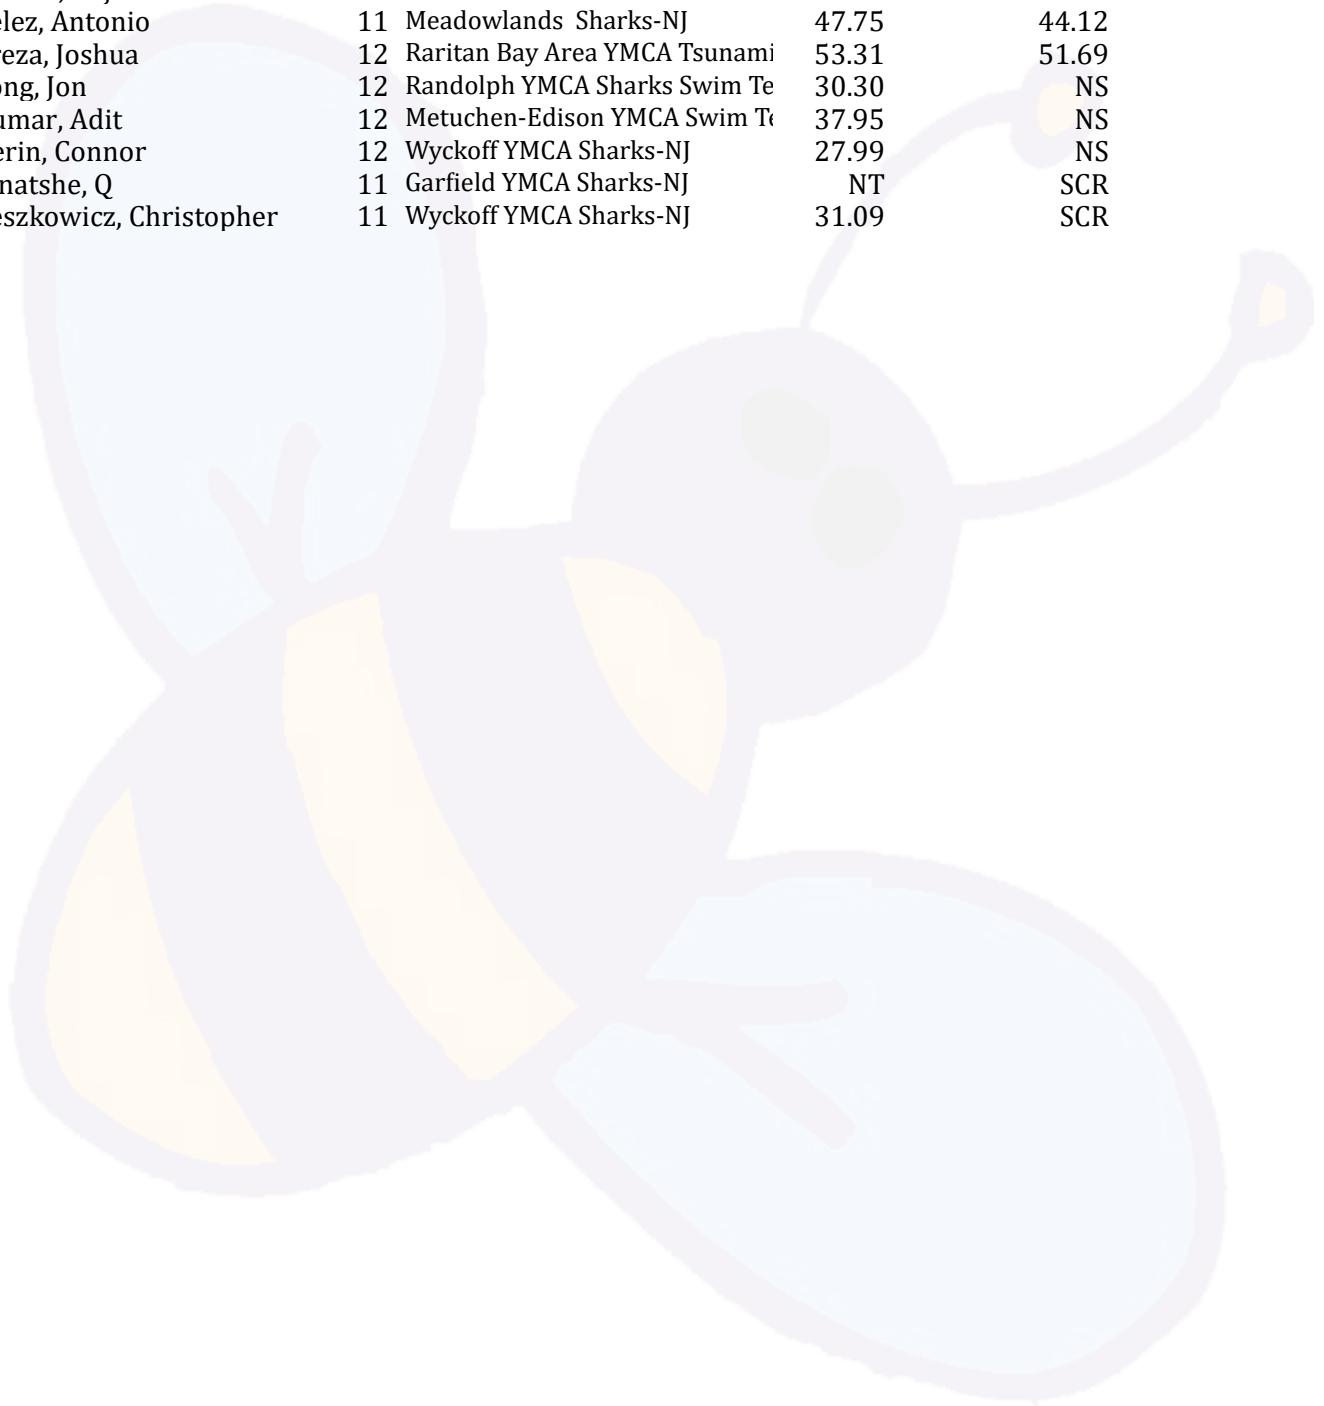 elez, Antonio 11 Meadowlands Sharks-NJ 47.75 44.12
eza, Joshua 12 Raritan Bay Area YMCA Tsunami 53.31 51.69
ong, Jon 12 Randolph YMCA Sharks Swim Te 30.30 NS
umar, Adit 12 Metuchen-Edison YMCA Swim Te 37.95 NS
erin, Connor 12 Wyckoff YMCA Sharks-NJ 27.99 NS
natshe, Q 11 Garfield YMCA Sharks-NJ NT SCR
eszkowicz, Christopher 11 Wyckoff YMCA Sharks-NJ 31.09 SCR